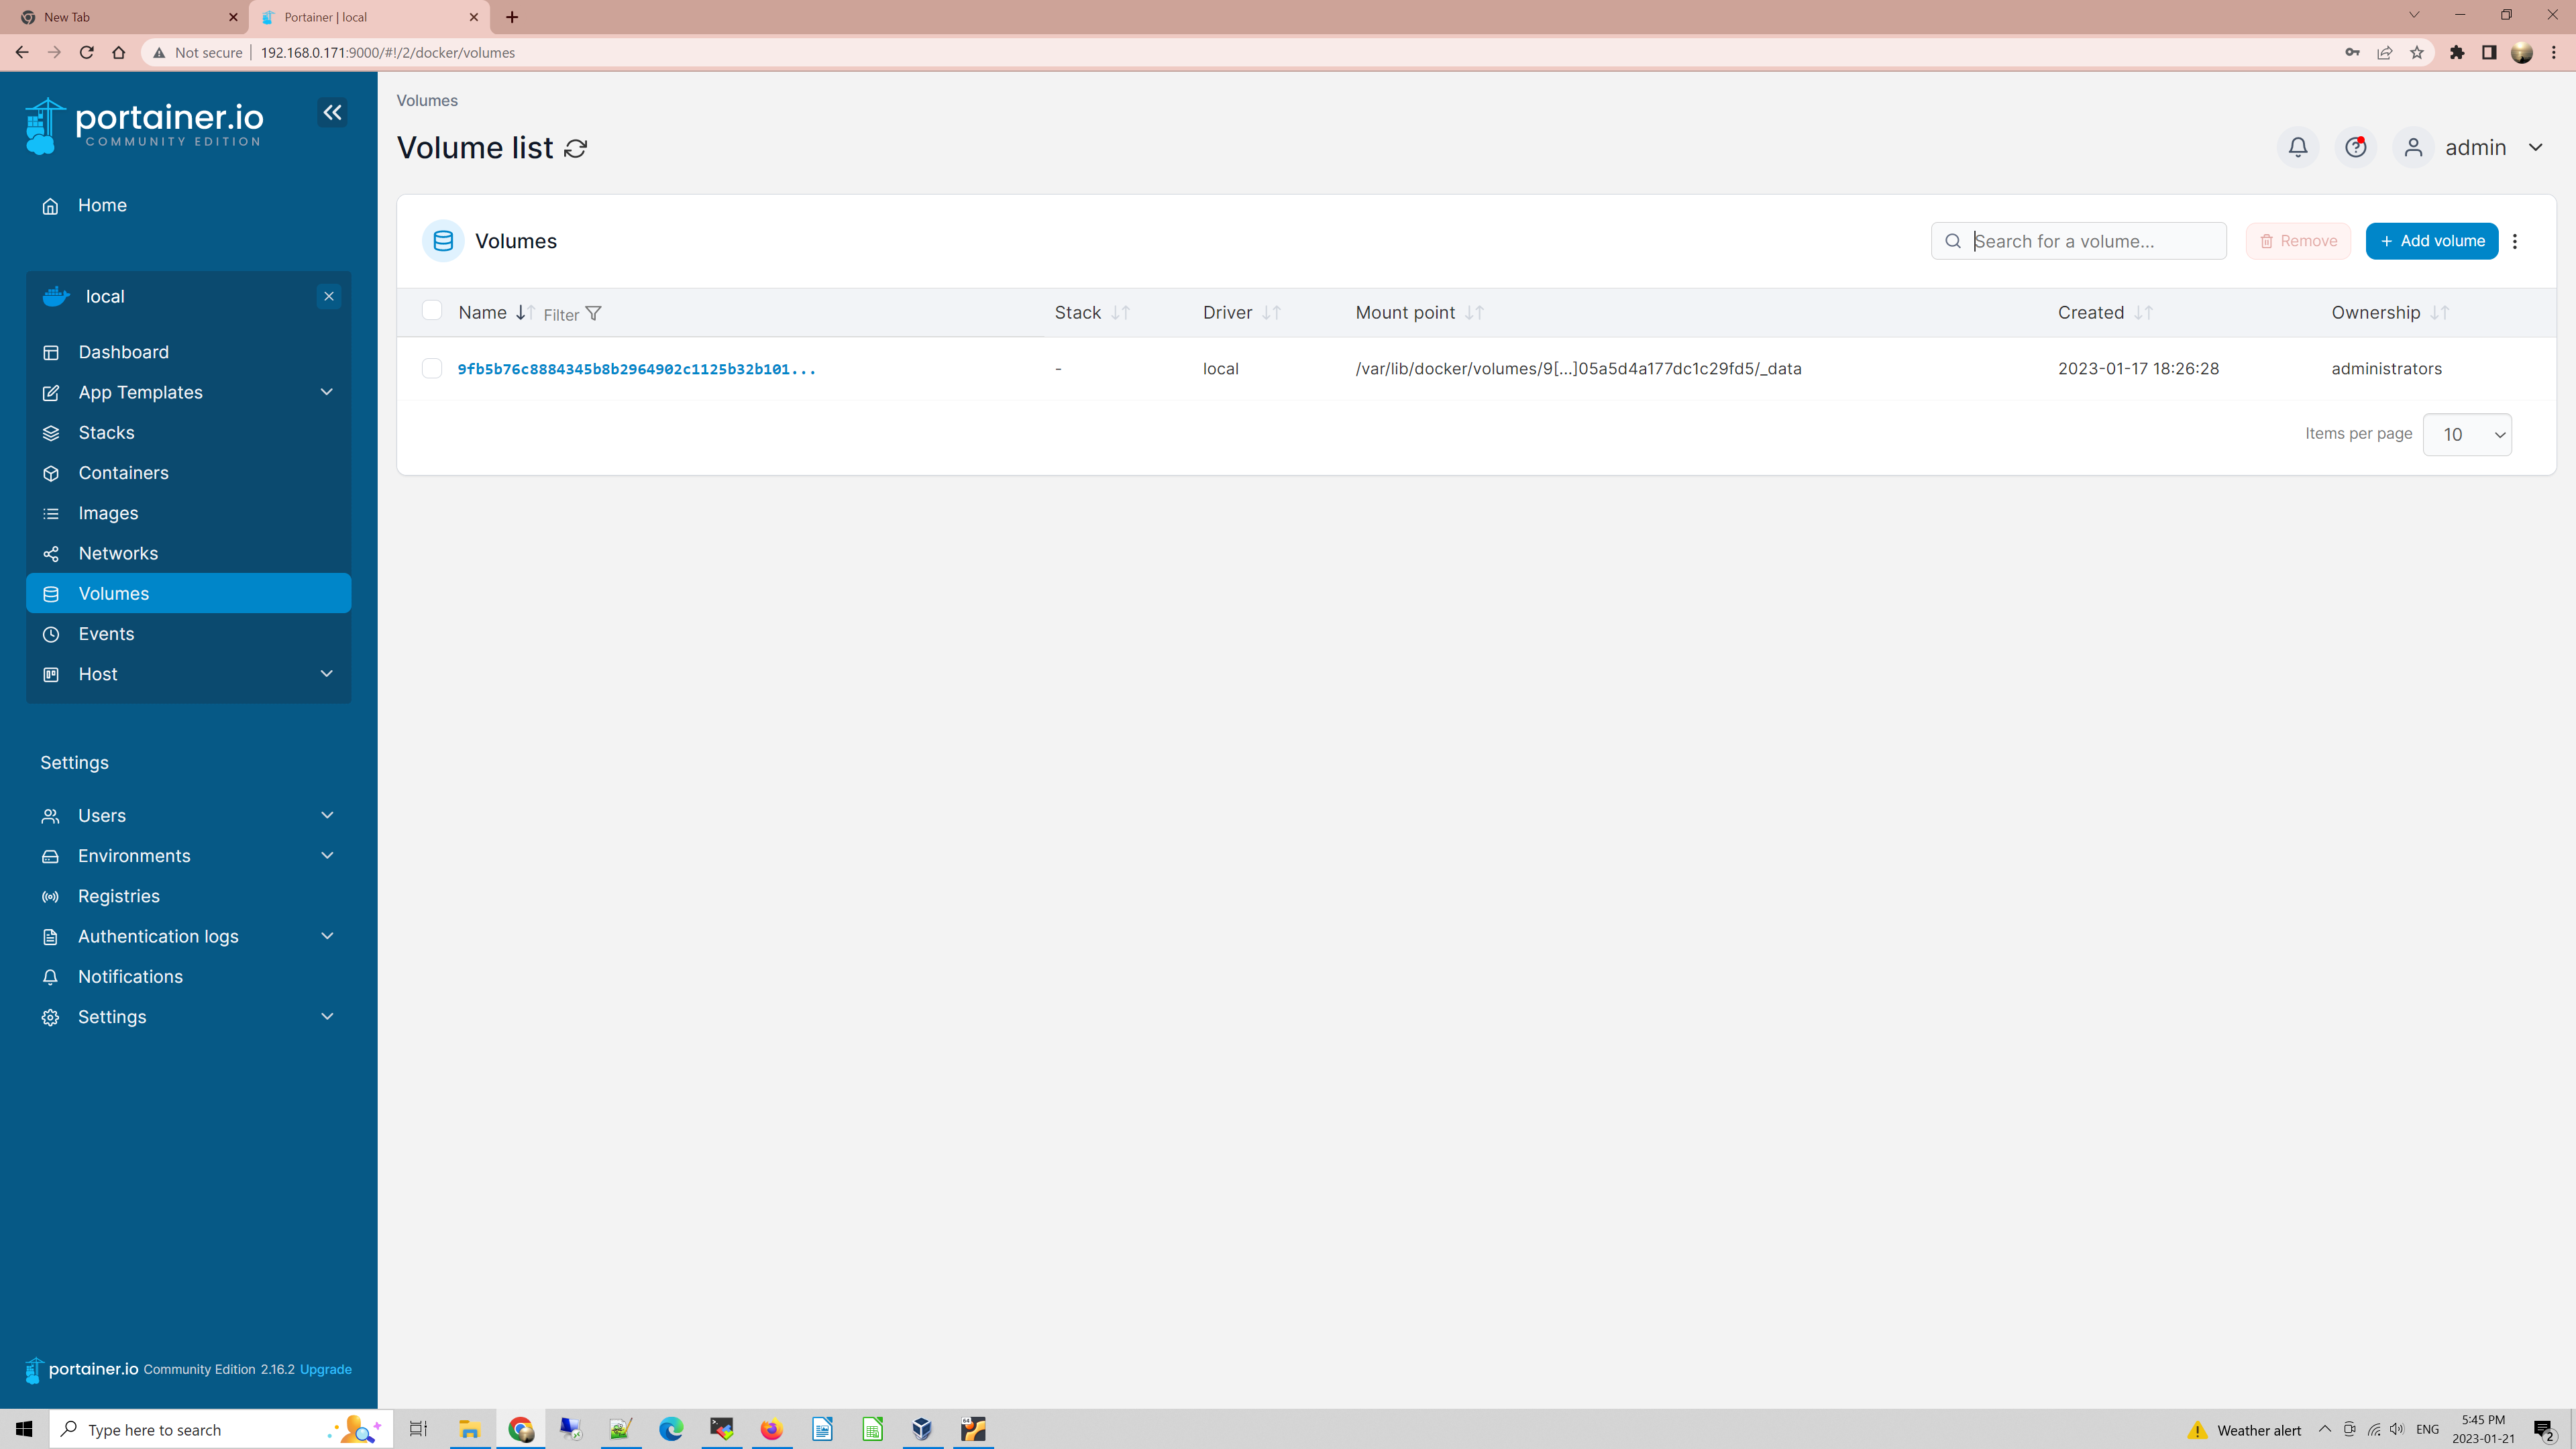 New Tab
Portainer | local
Not secure | 192.168.0.171:9000/#!/2/docker/volumes
portainer.io
COMMUNITY EDITION
Home
local
Dashboard
App Templates
Stacks
Containers
Images
Networks
Volumes
Events
Host
Settings
Users
Environments
Registries
Authentication logs
Notifications
Settings
portainer.io Community Edition 2.16.2 Upgrade
Volumes
Volume list
admin
Volumes
Search for a volume...
Remove
+ Add volume
Name Filter Stack Driver Mount point Created Ownership
9fb5b76c8884345b8b2964902c1125b32b101... - local /var/lib/docker/volumes/9[...]05a5d4a177dc1c29fd5/_data 2023-01-17 18:26:28 administrators
Items per page 10
Type here to search
Weather alert
ENG
5:45 PM
2023-01-21
2